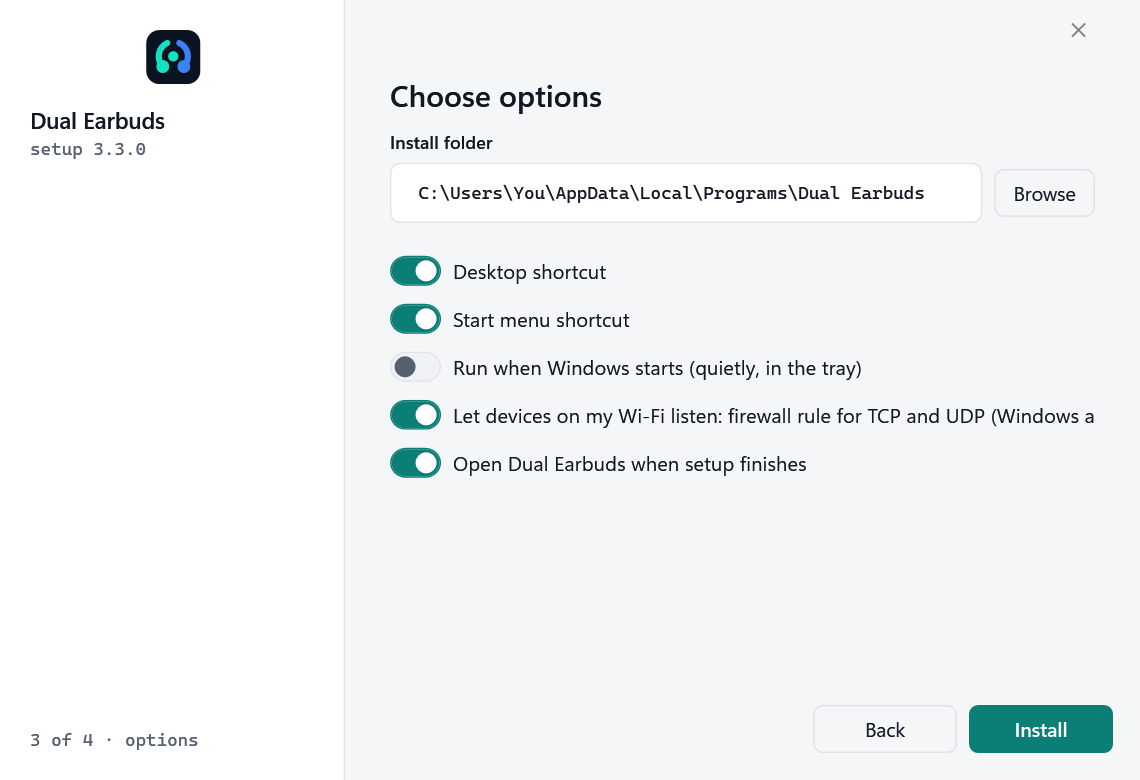 Dual Earbuds
setup 3.3.0
Choose options
Install folder
C:\Users\You\AppData\Local\Programs\Dual Earbuds
Browse
Desktop shortcut
Start menu shortcut
Run when Windows starts (quietly, in the tray)
Let devices on my Wi-Fi listen: firewall rule for TCP and UDP (Windows a
Open Dual Earbuds when setup finishes
3 of 4 · options
Back
Install